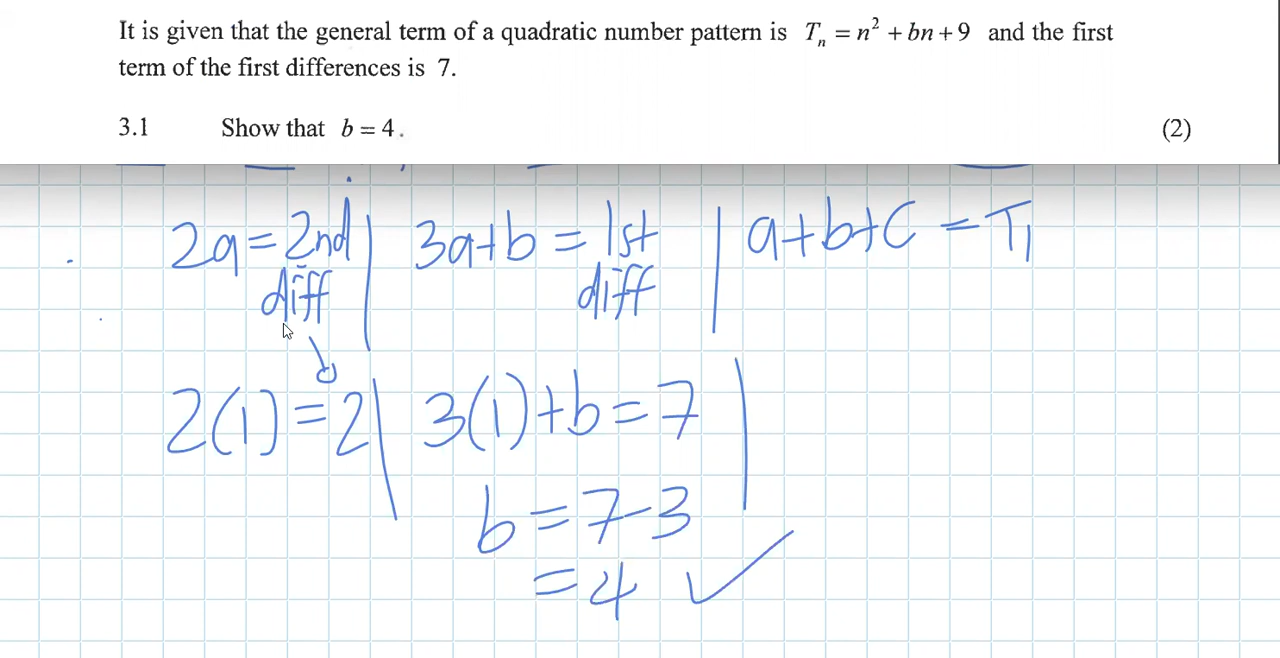 It is given that the general term of a quadratic number pattern is Tₙ = n² + bn + 9 and the first
term of the first differences is 7.
3.1 Show that b = 4. (2)
2a = 2nd diff | 3a+b = 1st diff | a+b+c = T₁
2(1) = 2 | 3(1)+b = 7 |
b = 7-3
= 4 ✓